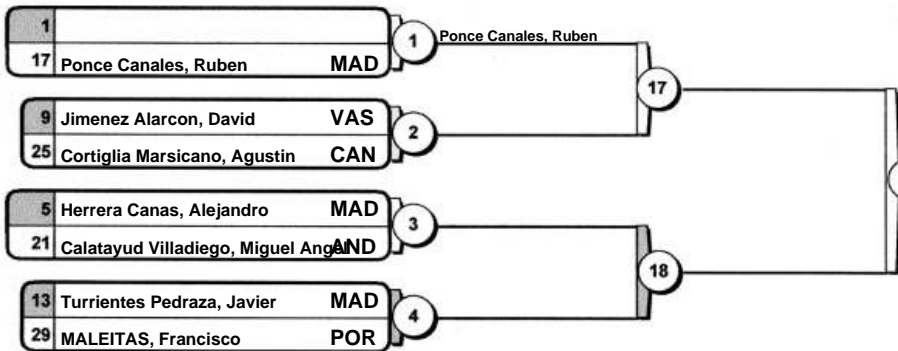 1
17 Ponce Canales, Ruben MAD
1 Ponce Canales, Ruben
9 Jimenez Alarcon, David VAS
25 Cortiglia Marsicano, Agustin CAN
2
17
5 Herrera Canas, Alejandro MAD
21 Calatayud Villadiego, Miguel Angel AND
3
13 Turrientes Pedraza, Javier MAD
29 MALEITAS, Francisco POR
4
18